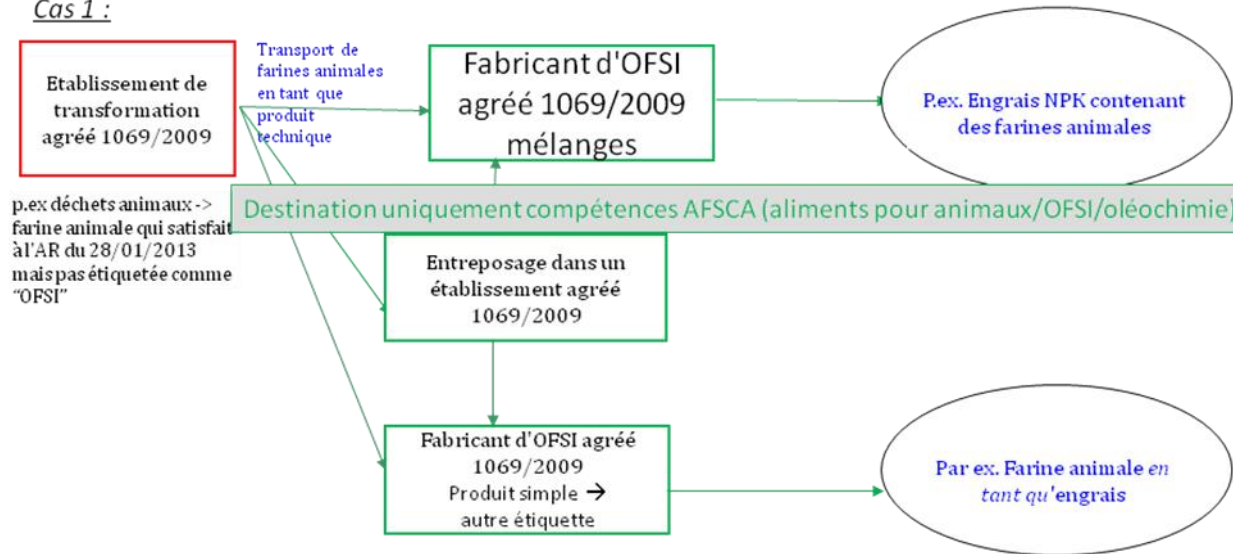 Cas 1 :
Etablissement de
transformation
agréé 1069/2009
Transport de
farines animales
en tant que
produit
technique
Fabricant d'OFSI
agréé 1069/2009
mélanges
P.ex. Engrais NPK contenant
des farines animales
p.ex déchets animaux ->
farine animale qui satisfait
à l'AR du 28/01/2013
mais pas étiquetée comme
“OFSI”
Destination uniquement compétences AFSCA (aliments pour animaux/OFSI/oléochimie)
Entreposage dans un
établissement agréé
1069/2009
Fabricant d'OFSI agréé
1069/2009
Produit simple →
autre étiquette
Par ex. Farine animale en
tant qu'engrais